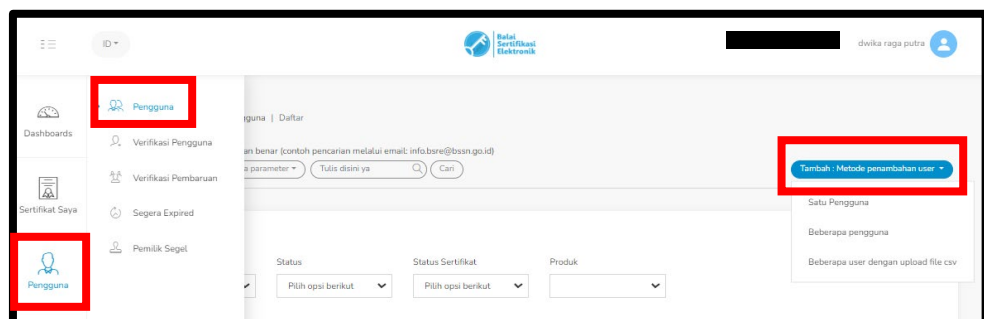 ID
Balai
Sertifikasi
Elektronik
dwika raga putra
Dashboards
Sertifikat Saya
Pengguna
Pengguna
Verifikasi Pengguna
Verifikasi Pembaruan
Segera Expired
Pemilik Segel
gguna | Daftar
an benar (contoh pencarian melalui email: info.bsre@bssn.go.id)
a parameter
Tulis disini ya
Cari
Tambah : Metode penambahan user
Satu Pengguna
Beberapa pengguna
Beberapa user dengan upload file csv
Status
Status Sertifikat
Produk
Pilih opsi berikut
Pilih opsi berikut